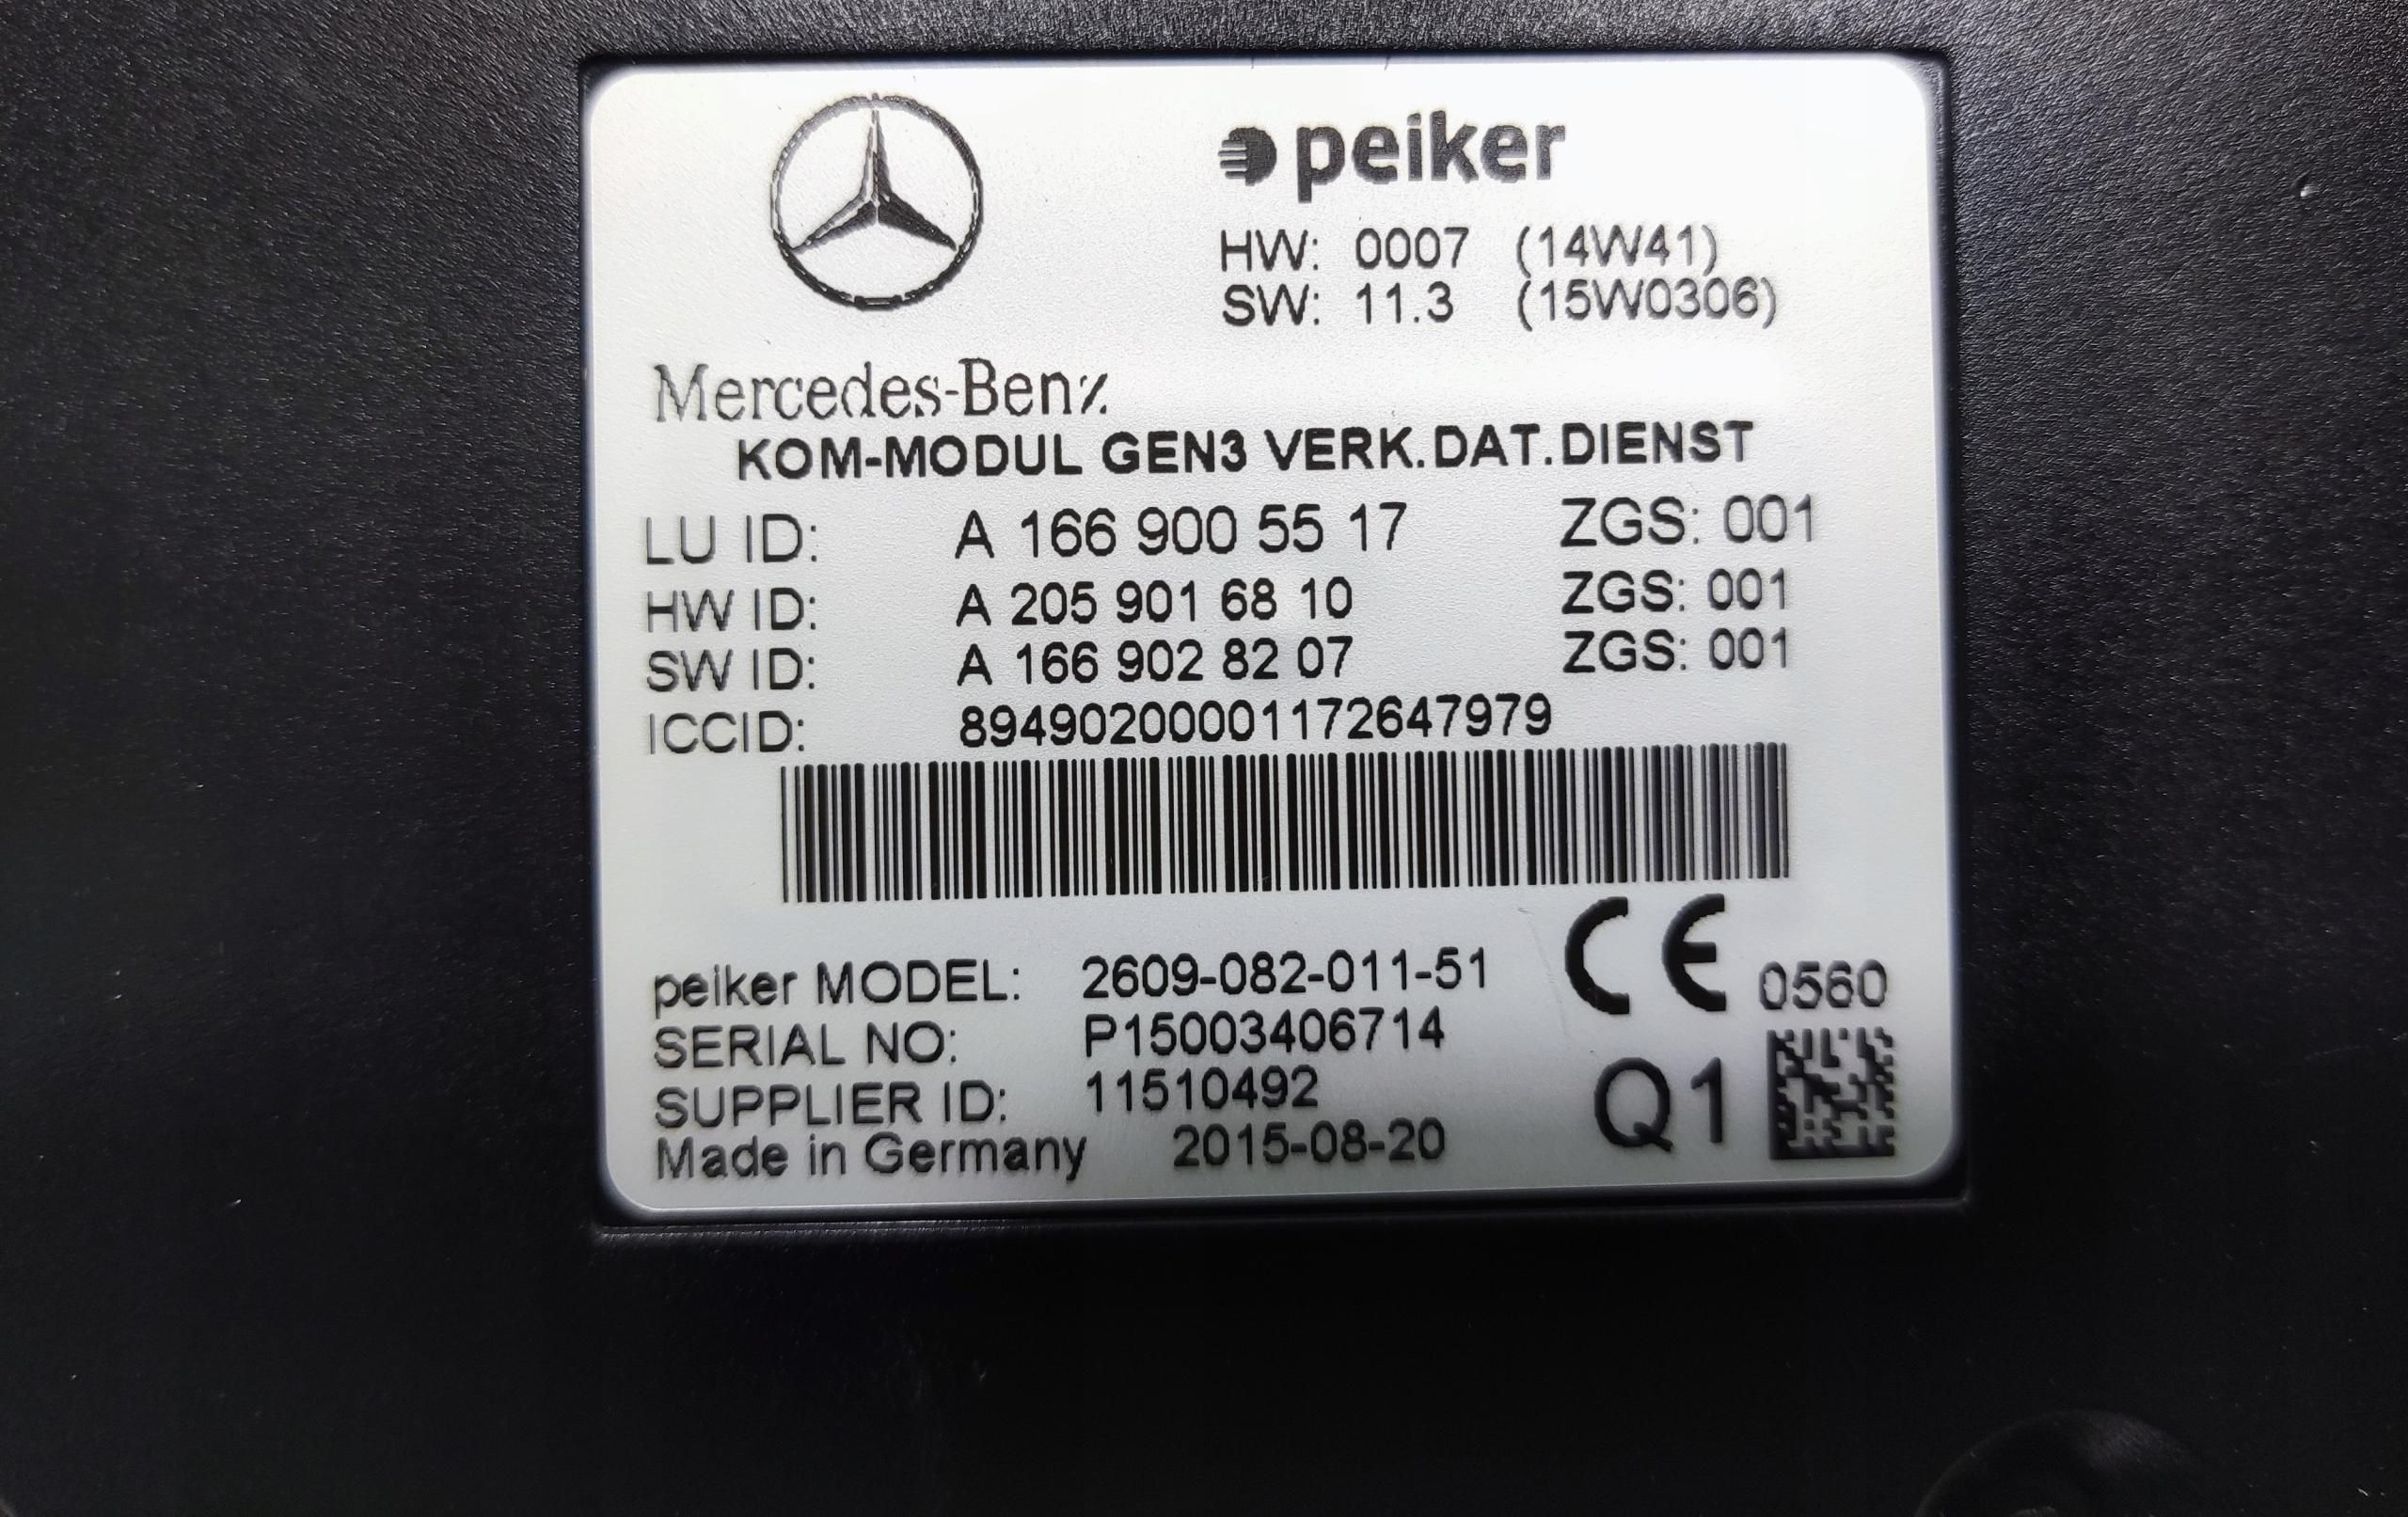 peiker
HW: 0007 (14W41)
SW: 11.3 (15W0306)
Mercedes-Benz
KOM-MODUL GEN3 VERK.DAT.DIENST
LU ID: A 166 900 55 17 ZGS: 001
HW ID: A 205 901 68 10 ZGS: 001
SW ID: A 166 902 82 07 ZGS: 001
ICCID: 89490200001172647979
CE 0560
peiker MODEL: 2609-082-011-51
SERIAL NO: P15003406714
SUPPLIER ID: 11510492
Made in Germany 2015-08-20
Q1